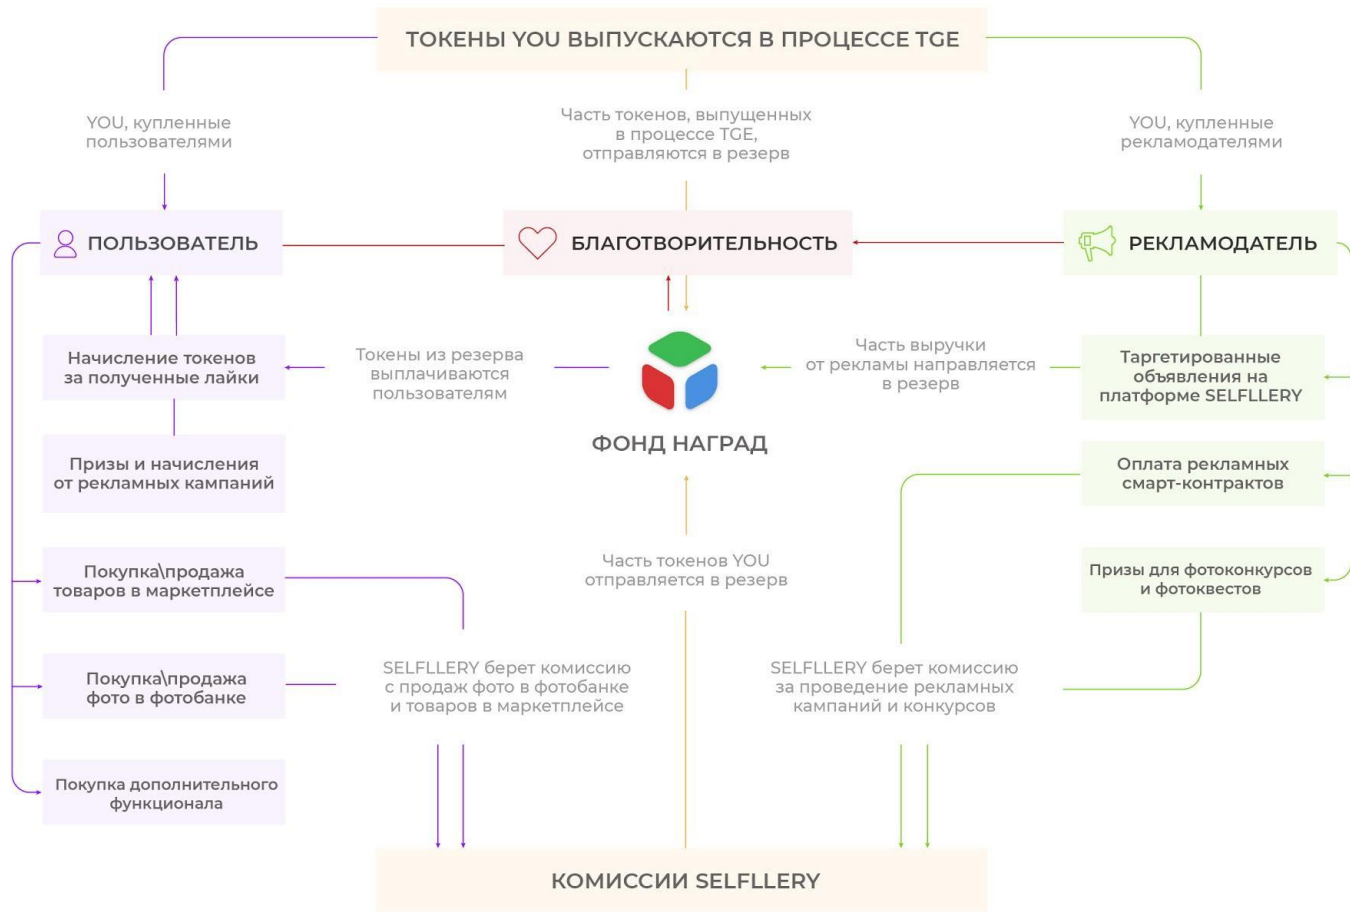 ТОКЕНЫ YOU ВЫПУСКАЮТСЯ В ПРОЦЕССЕ TGE
YOU, купленные
пользователями
Часть токенов, выпущенных
в процессе TGE,
отправляются в резерв
YOU, купленные
рекламодателями
ПОЛЬЗОВАТЕЛЬ
БЛАГОТВОРИТЕЛЬНОСТЬ
РЕКЛАМОДАТЕЛЬ
Начисление токенов
за полученные лайки
Токены из резерва
выплачиваются
пользователям
Часть выручки
от рекламы направляется
в резерв
Таргетированные
объявления на
платформе SELFLLERY
ФОНД НАГРАД
Призы и начисления
от рекламных кампаний
Оплата рекламных
смарт-контрактов
Покупка\продажа
товаров в маркетплейсе
Часть токенов YOU
отправляется в резерв
Призы для фотоконкурсов
и фотоквестов
Покупка\продажа
фото в фотобанке
SELFLLERY берет комиссию
с продаж фото в фотобанке
и товаров в маркетплейсе
SELFLLERY берет комиссию
за проведение рекламных
кампаний и конкурсов
Покупка дополнительного
функционала
КОМИССИИ SELFLLERY